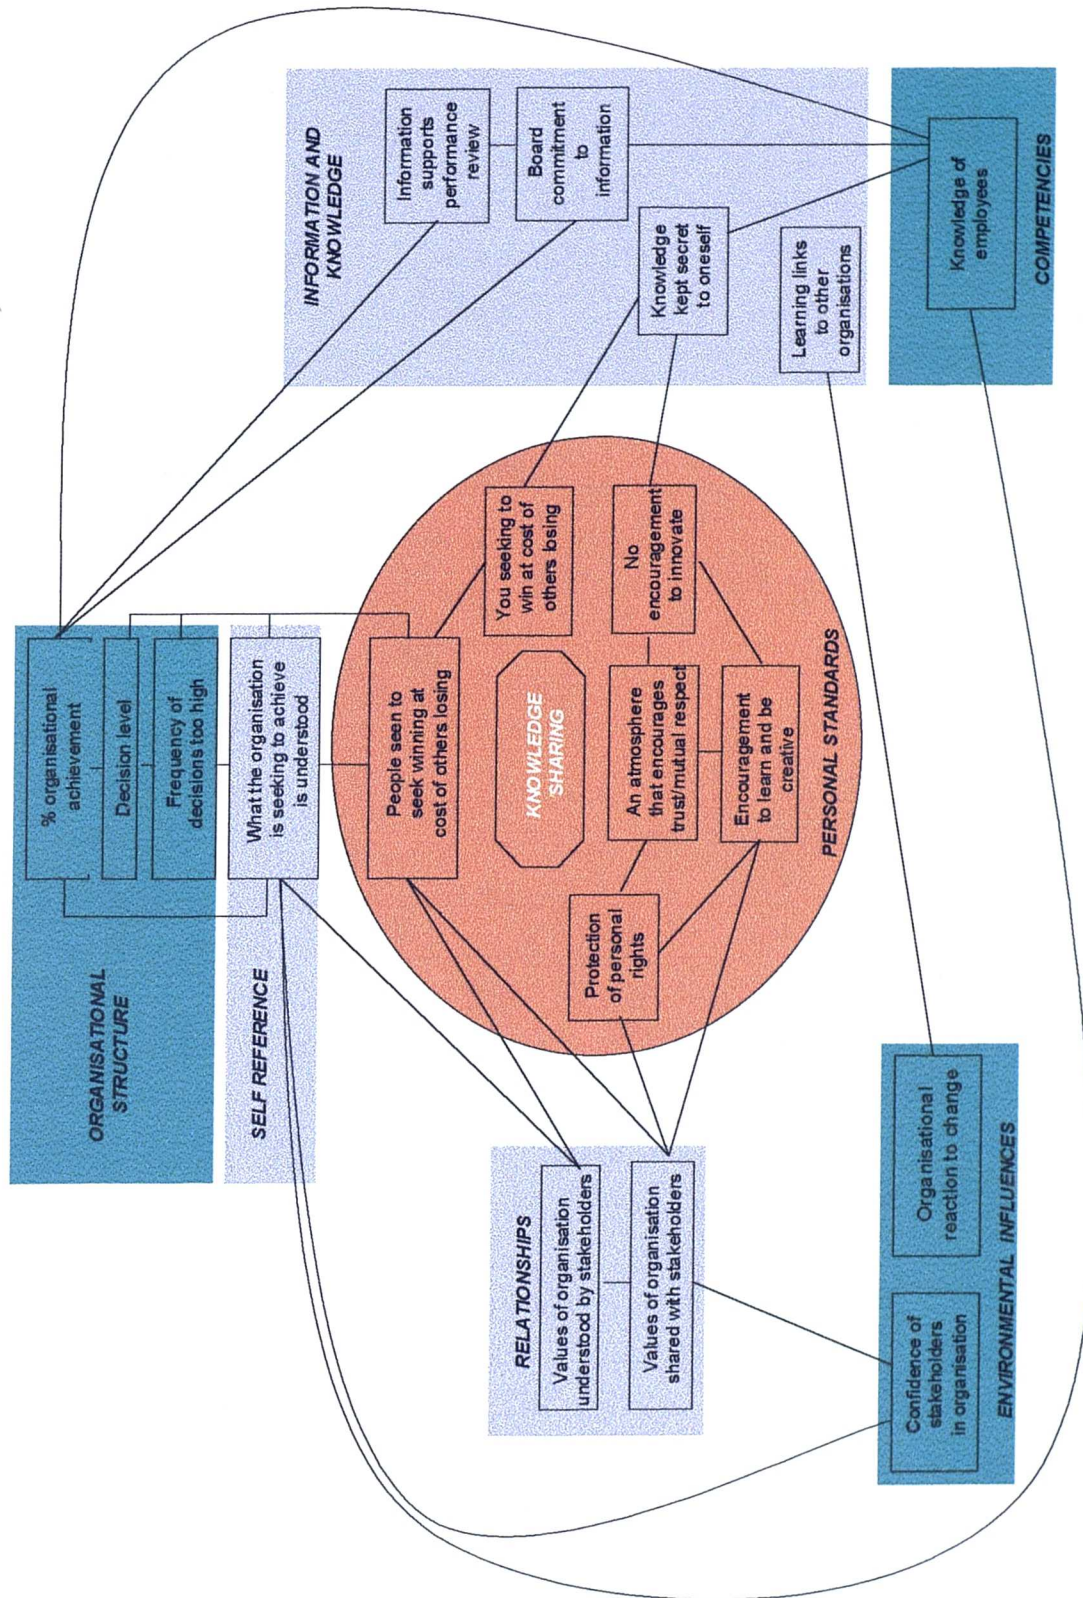 ORGANISATIONAL
STRUCTURE
% organisational
achievement
Decision level
Frequency of
decisions too high
SELF REFERENCE
What the organisation
is seeking to achieve
is understood
INFORMATION AND
KNOWLEDGE
Information
supports
performance
review
Board
commitment
to
information
Knowledge
kept secret
to oneself
Learning links
to other
organisations
People seen to
seek winning at
cost of others losing
You seeking to
win at cost of
others losing
KNOWLEDGE
SHARING
No
encouragement
to innovate
An atmosphere
that encourages
trust/mutual respect
Protection
of personal
rights
Encouragement
to learn and be
creative
PERSONAL STANDARDS
RELATIONSHIPS
Values of organisation
understood by stakeholders
Values of organisation
shared with stakeholders
Confidence of
stakeholders
in organisation
Organisational
reaction to change
ENVIRONMENTAL INFLUENCES
Knowledge of
employees
COMPETENCIES